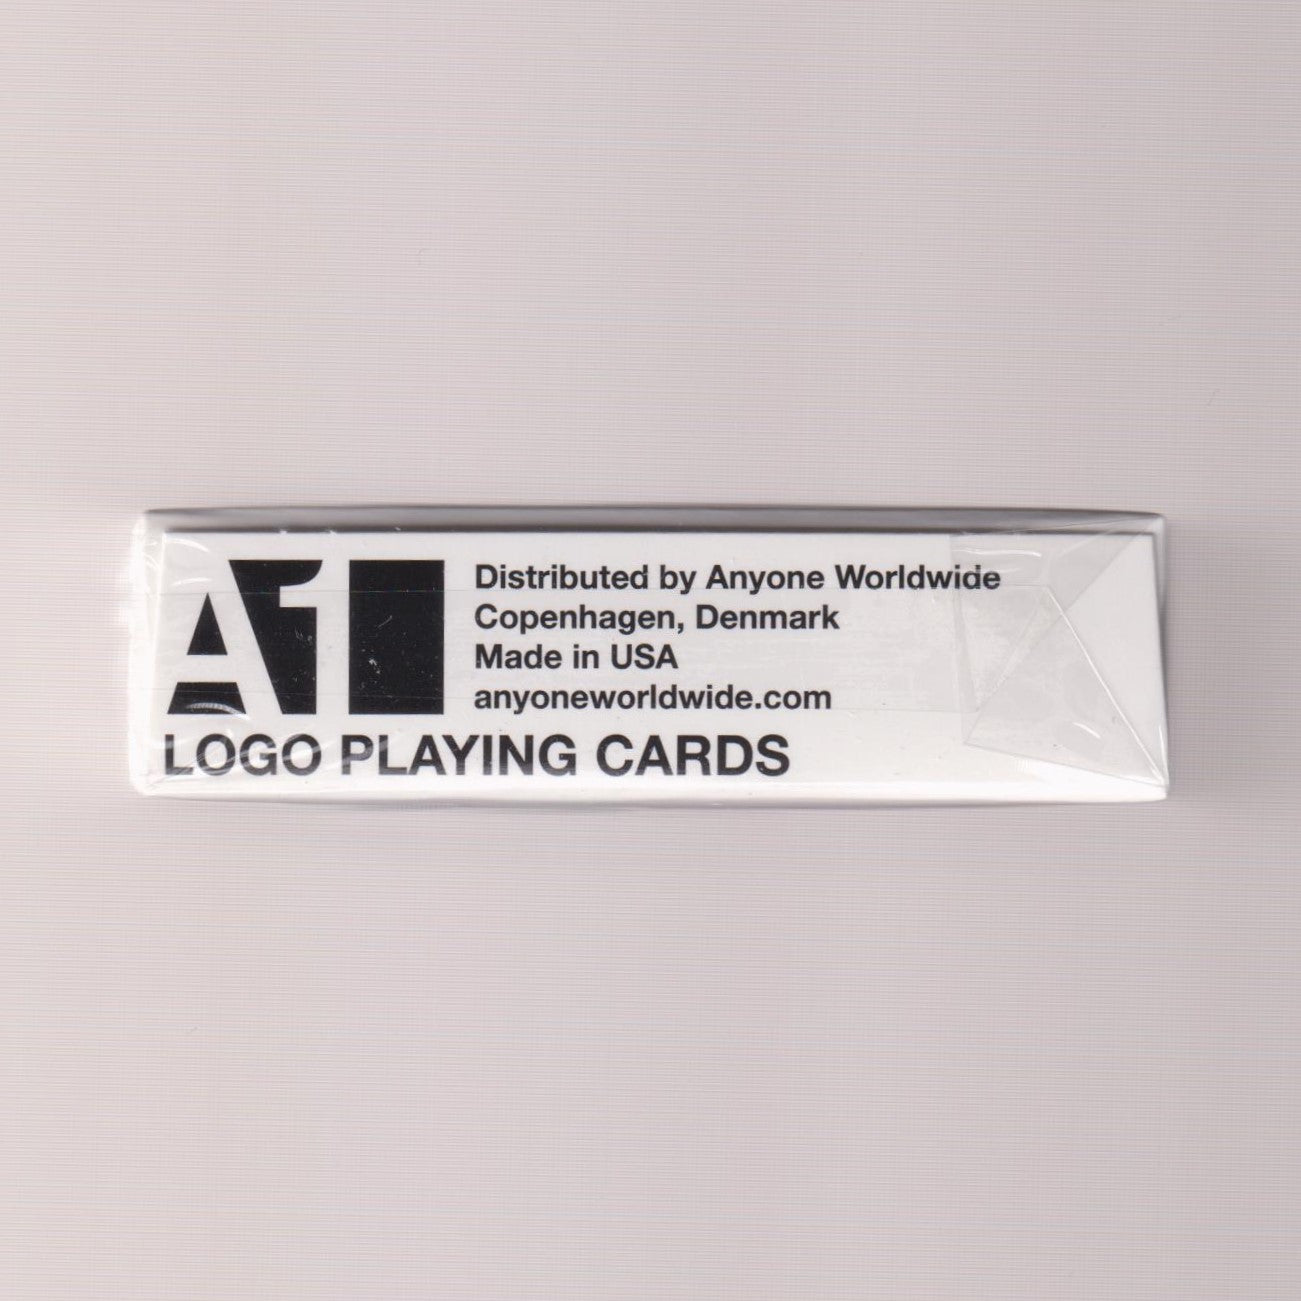 A1
Distributed by Anyone Worldwide
Copenhagen, Denmark
Made in USA
anyoneworldwide.com
LOGO PLAYING CARDS